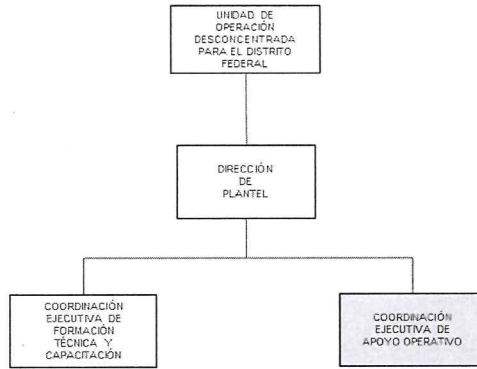 UNIDAD DE
OPERACIÓN
DESCONCENTRADA
PARA EL DISTRITO
FEDERAL
DIRECCIÓN
DE
PLANTEL
COORDINACIÓN
EJECUTIVA DE
FORMACIÓN
TÉCNICA Y
CAPACITACIÓN
COORDINACIÓN
EJECUTIVA DE
APOYO OPERATIVO